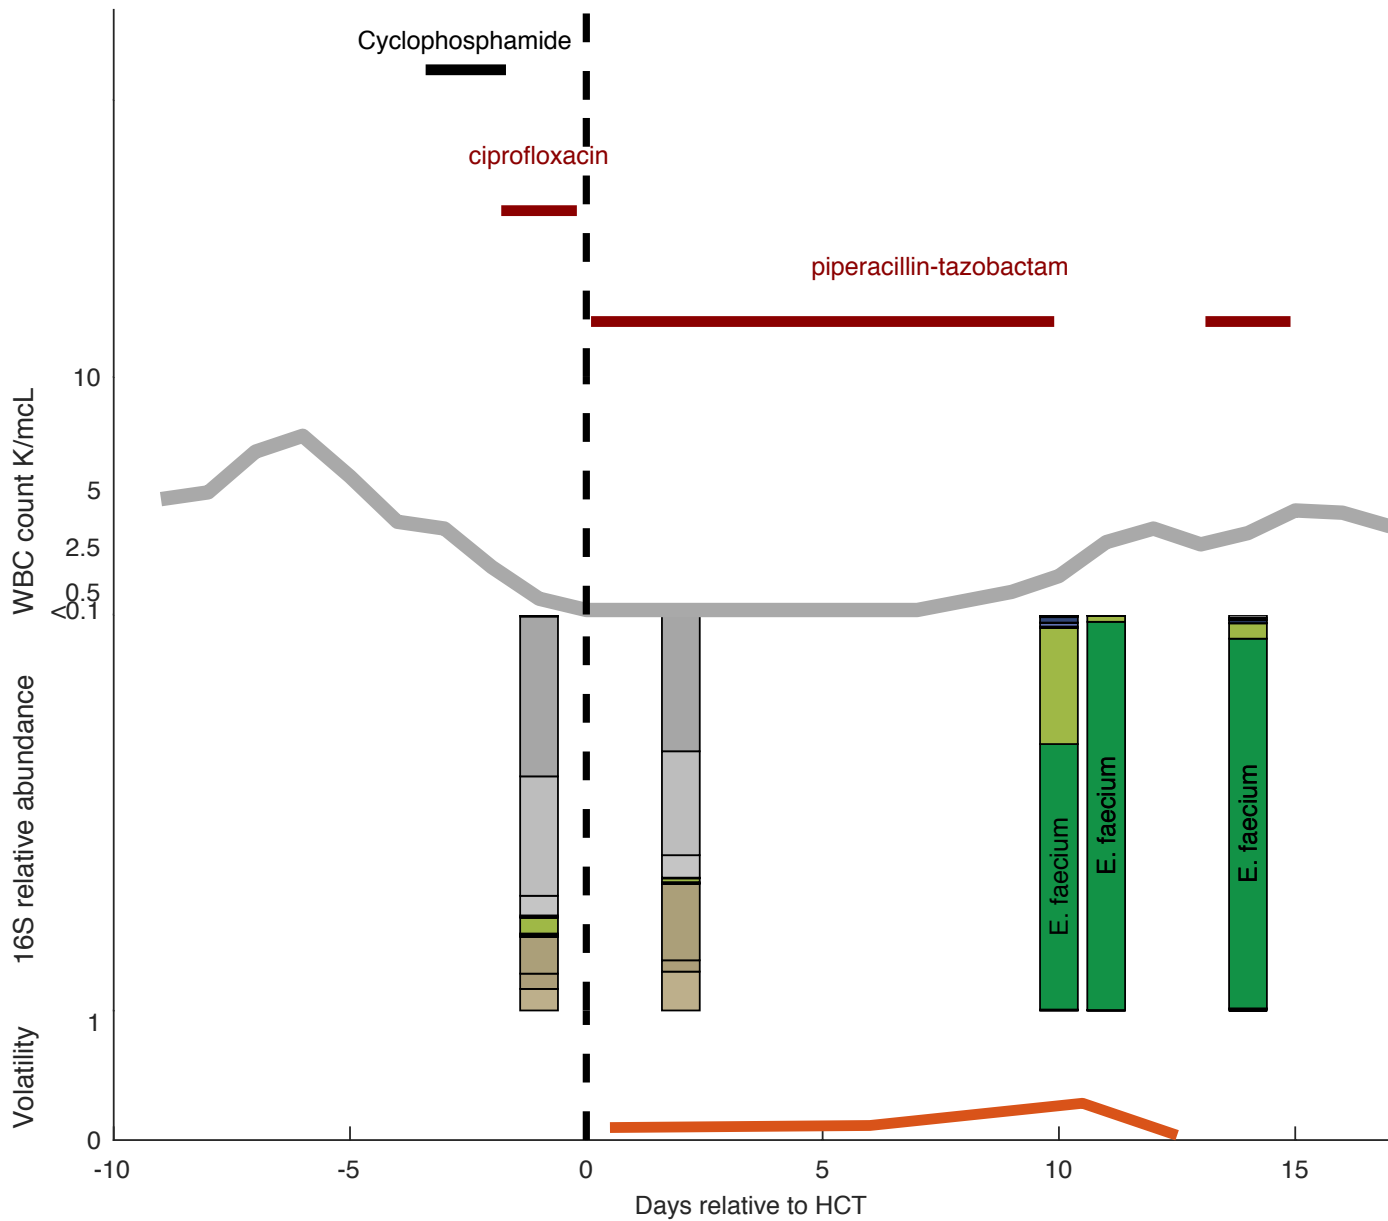 Cyclophosphamide
ciprofloxacin
piperacillin-tazobactam
WBC count K/mcL
10
5
2.5
0.5
<0.1
16S relative abundance
E. faecium
E. faecium
E. faecium
Volatility
1
0
-10
-5
0
5
10
15
Days relative to HCT